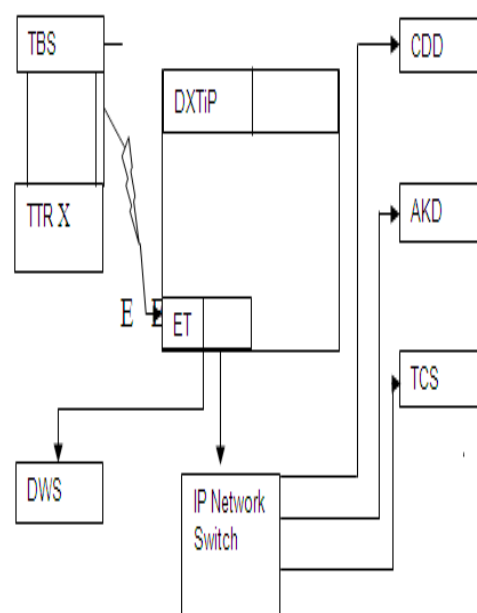 TBS
CDD
DXTiP
TTR X
AKD
E E
ET
TCS
DWS
IP Network
Switch